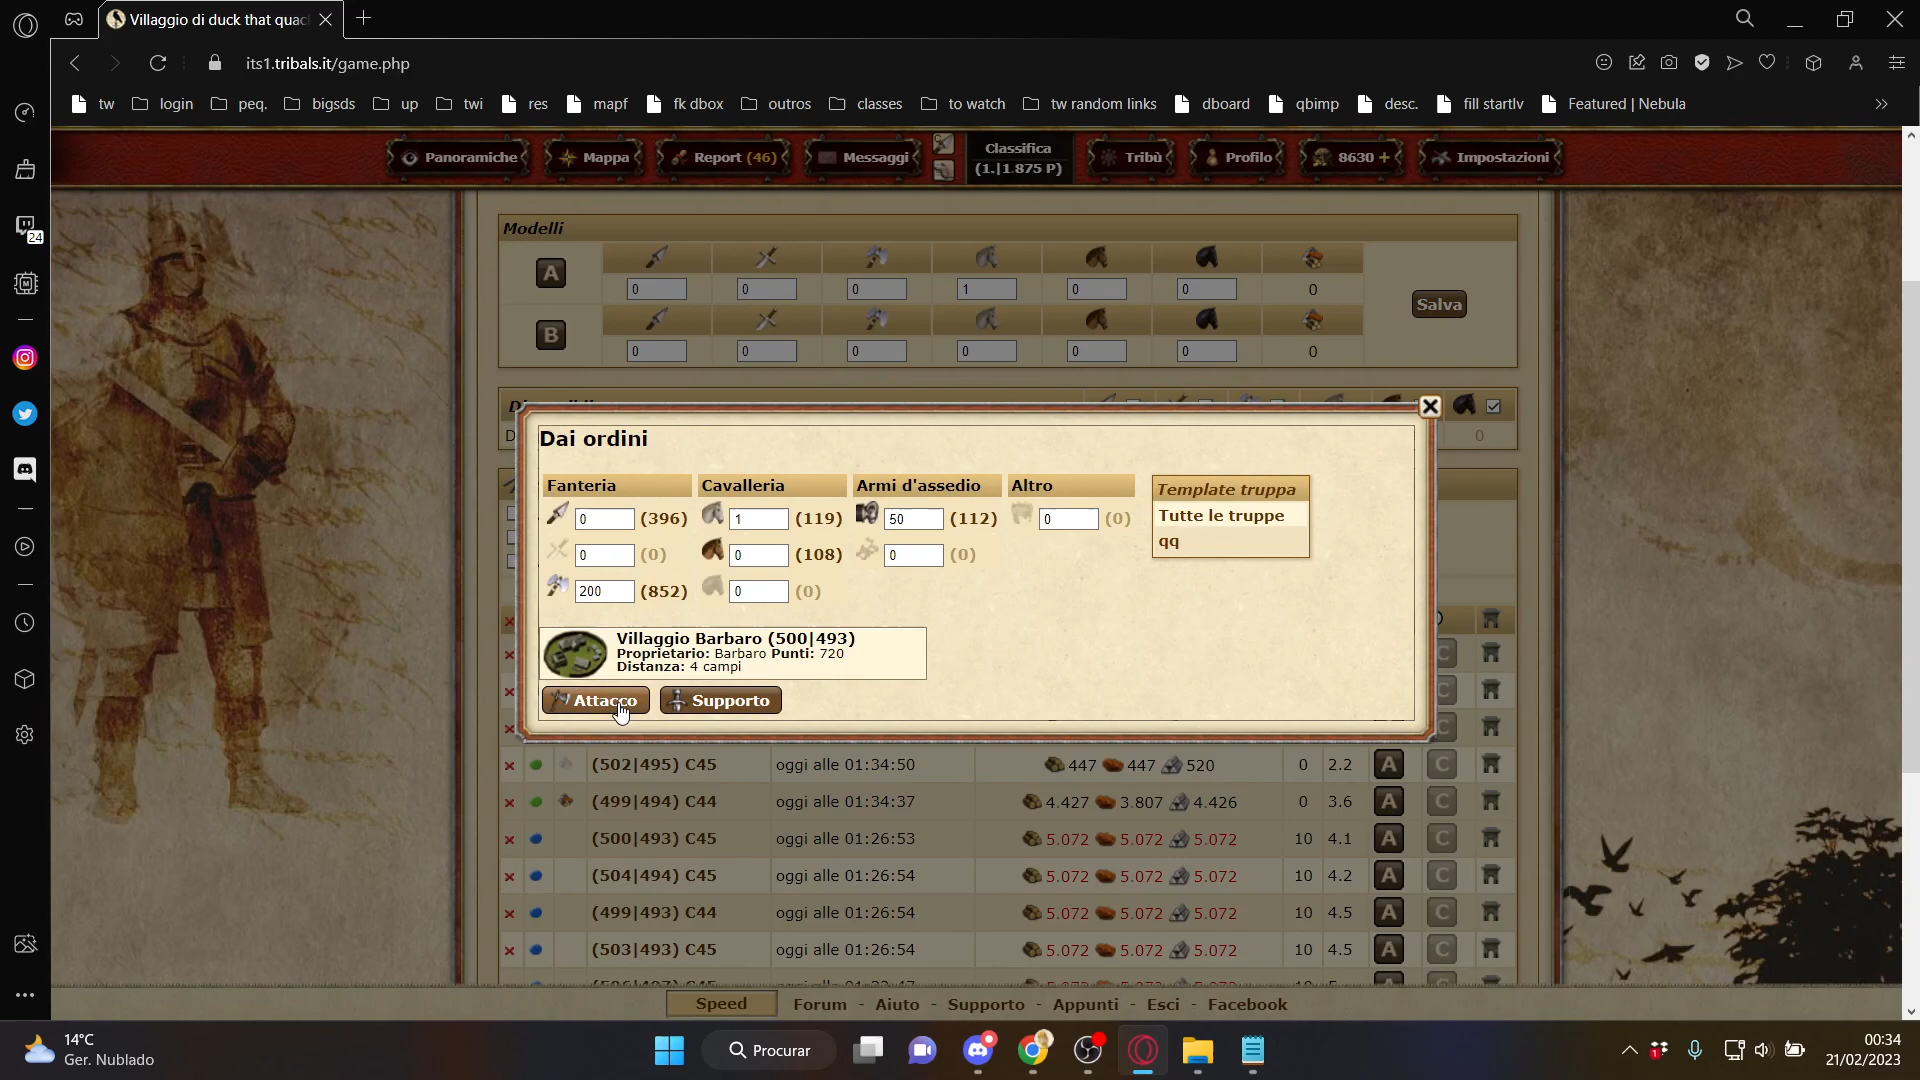 Villaggio di duck that quac
its1.tribals.it/game.php
tw login peq. bigsds up twi res mapf fk dbox outros classes to watch tw random links dboard qbimp desc. fill startlv Featured | Nebula
24
Panoramiche Mappa Report (46) Messaggi Classifica (1.|1.875 P) Tribù Profilo 8630 + Impostazioni
Modelli
A
0 0 0 1 0 0 0
Salva
B
0 0 0 0 0 0 0
0
Dai ordini
Fanteria Cavalleria Armi d'assedio Altro Template truppa
0 (396) 1 (119) 50 (112) 0 (0) Tutte le truppe
0 (0) 0 (108) 0 (0) qq
200 (852) 0 (0)
Villaggio Barbaro (500|493)
Proprietario: Barbaro Punti: 720
Distanza: 4 campi
Attacco Supporto
(502|495) C45 oggi alle 01:34:50 447 447 520 0 2.2 A C
(499|494) C44 oggi alle 01:34:37 4.427 3.807 4.426 0 3.6 A C
(500|493) C45 oggi alle 01:26:53 5.072 5.072 5.072 10 4.1 A C
(504|494) C45 oggi alle 01:26:54 5.072 5.072 5.072 10 4.2 A C
(499|493) C44 oggi alle 01:26:54 5.072 5.072 5.072 10 4.5 A C
(503|493) C45 oggi alle 01:26:54 5.072 5.072 5.072 10 4.5 A C
Speed Forum - Aiuto - Supporto - Appunti - Esci - Facebook
14°C
Ger. Nublado
Procurar
1
00:34
21/02/2023